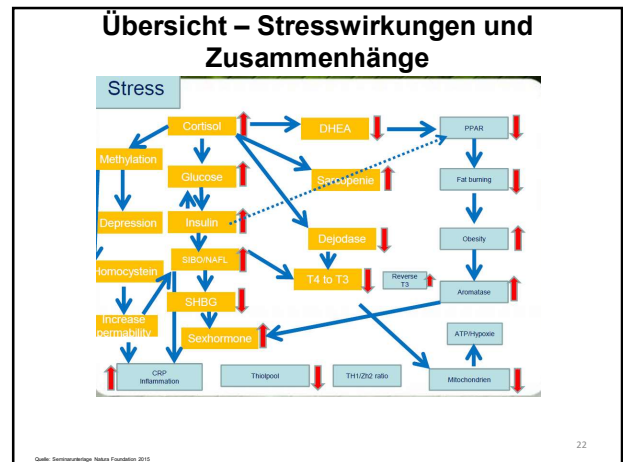 Übersicht – Stresswirkungen und
Zusammenhänge
Stress
Cortisol
DHEA
PPAR
Methylation
Glucose
Sarcopenie
Fat burning
Depression
Insulin
Dejodase
Obesity
Homocystein
SIBO/NAFL
T4 to T3
Reverse
T3
Aromatase
SHBG
Increase
permability
Sexhormone
ATP/Hypoxie
CRP
Inflammation
Thiolpool
TH1/Zh2 ratio
Mitochondrien
22
Quelle: Seminarunterlage Natura Foundation 2015